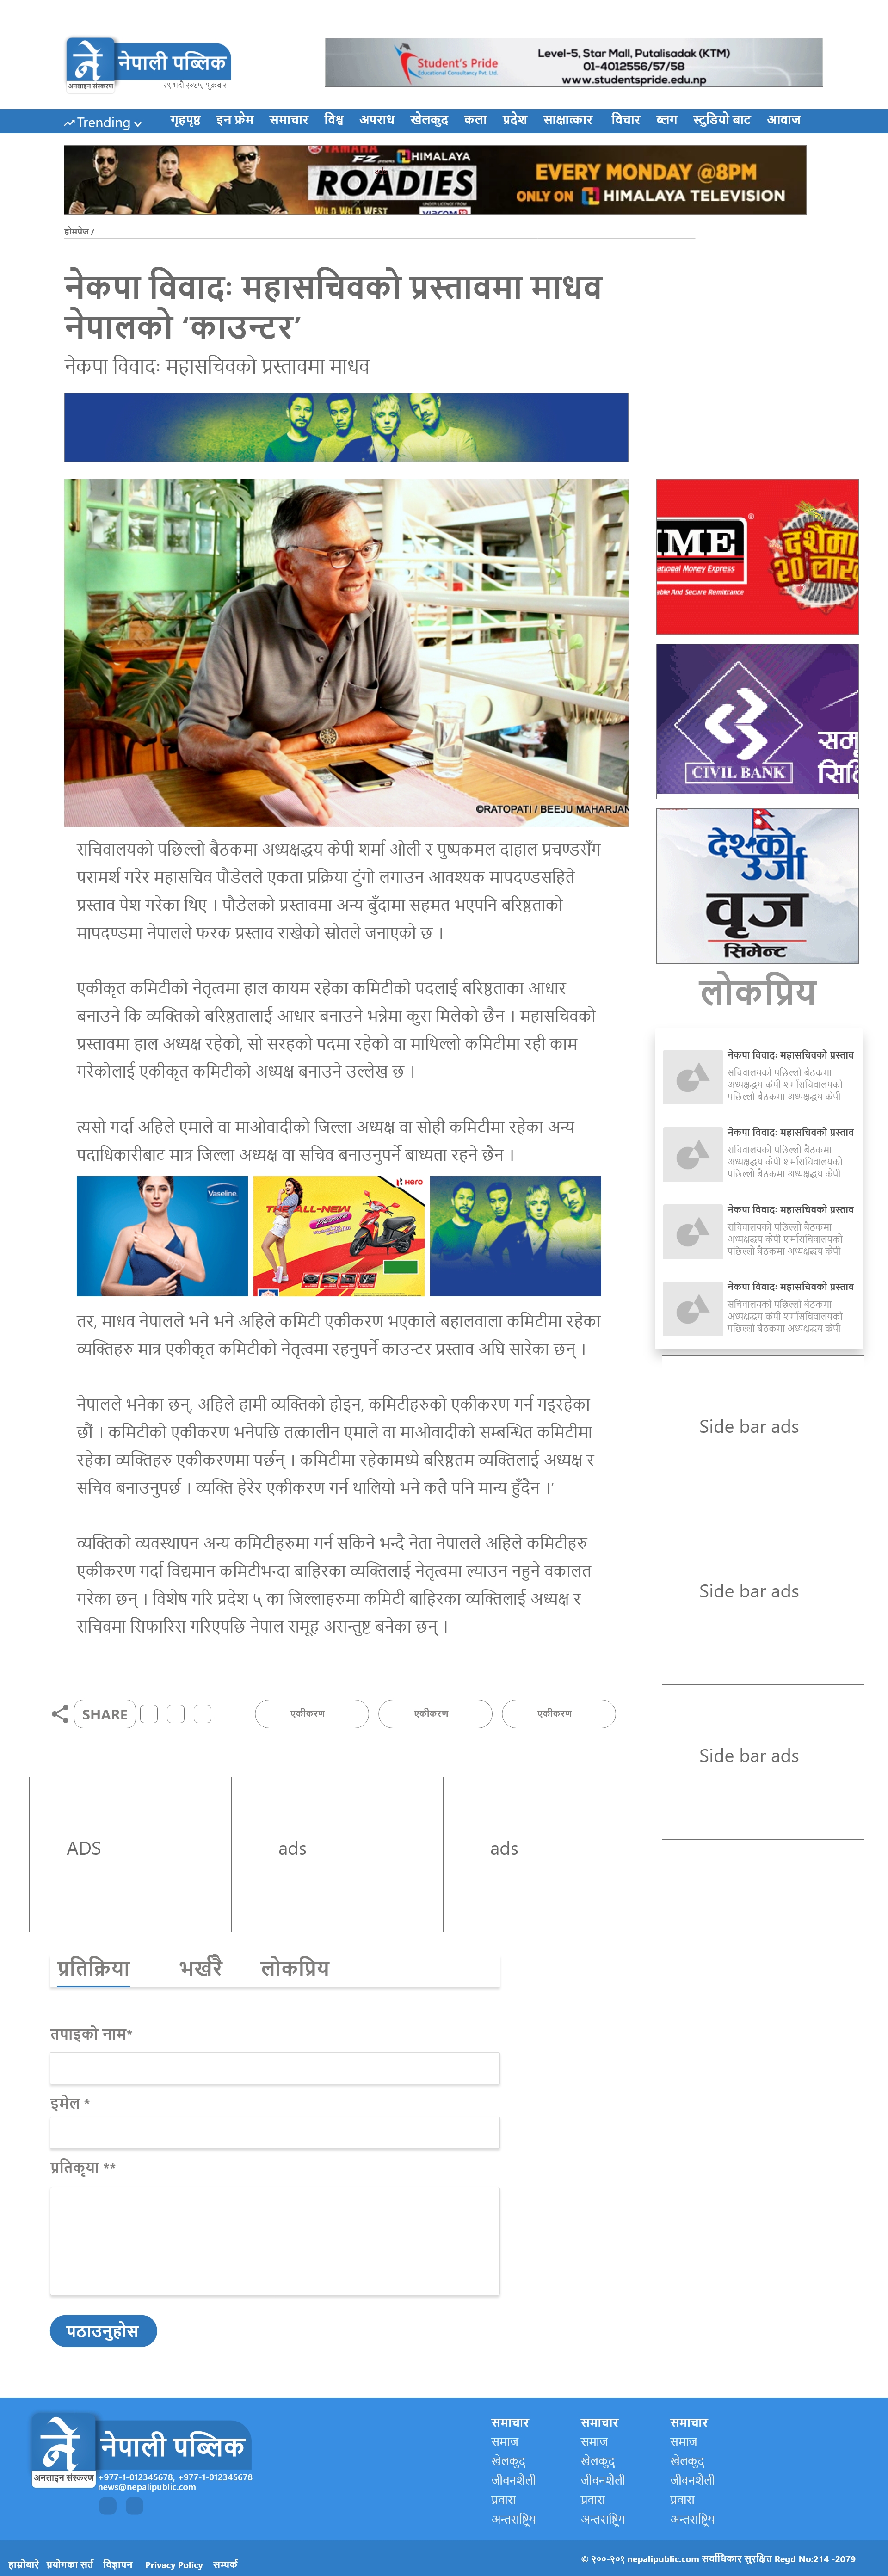 ने
नेपाली पब्लिक
अनलाइन संस्करण
२९ भदौ २०७५, शुक्रबार
Student's Pride
Educational Consultancy Pvt. Ltd.
Level-5, Star Mall, Putalisadak (KTM)
01-4012556/57/58
www.studentspride.edu.np
Trending
गृहपृष्ठ इन फ्रेम समाचार विश्व अपराध खेलकुद कला प्रदेश साक्षात्कार विचार ब्लग स्टुडियो बाट आवाज
YAMAHA
FZ HIMALAYA
ROADIES
WILD WILD WEST
viacom18
EVERY MONDAY @8PM
ONLY ON HIMALAYA TELEVISION
होमपेज /
नेकपा विवादः महासचिवको प्रस्तावमा माधव
नेपालको ‘काउन्टर’
नेकपा विवादः महासचिवको प्रस्तावमा माधव
©RATOPATI / BEEJU MAHARJAN
सचिवालयको पछिल्लो बैठकमा अध्यक्षद्धय केपी शर्मा ओली र पुष्पकमल दाहाल प्रचण्डसँग
परामर्श गरेर महासचिव पौडेलले एकता प्रक्रिया टुंगो लगाउन आवश्यक मापदण्डसहिते
प्रस्ताव पेश गरेका थिए । पौडेलको प्रस्तावमा अन्य बुँदामा सहमत भएपनि बरिष्ठताको
मापदण्डमा नेपालले फरक प्रस्ताव राखेको स्रोतले जनाएको छ ।
एकीकृत कमिटीको नेतृत्वमा हाल कायम रहेका कमिटीको पदलाई बरिष्ठताका आधार
बनाउने कि व्यक्तिको बरिष्ठतालाई आधार बनाउने भन्नेमा कुरा मिलेको छैन । महासचिवको
प्रस्तावमा हाल अध्यक्ष रहेको, सो सरहको पदमा रहेको वा माथिल्लो कमिटीमा रही काम
गरेकोलाई एकीकृत कमिटीको अध्यक्ष बनाउने उल्लेख छ ।
त्यसो गर्दा अहिले एमाले वा माओवादीको जिल्ला अध्यक्ष वा सोही कमिटीमा रहेका अन्य
पदाधिकारीबाट मात्र जिल्ला अध्यक्ष वा सचिव बनाउनुपर्ने बाध्यता रहने छैन ।
Vaseline
THE ALL-NEW
Pleasure
Hero
तर, माधव नेपालले भने भने अहिले कमिटी एकीकरण भएकाले बहालवाला कमिटीमा रहेका
व्यक्तिहरु मात्र एकीकृत कमिटीको नेतृत्वमा रहनुपर्ने काउन्टर प्रस्ताव अघि सारेका छन् ।
नेपालले भनेका छन्, अहिले हामी व्यक्तिको होइन, कमिटीहरुको एकीकरण गर्न गइरहेका
छौं । कमिटीको एकीकरण भनेपछि तत्कालीन एमाले वा माओवादीको सम्बन्धित कमिटीमा
रहेका व्यक्तिहरु एकीकरणमा पर्छन् । कमिटीमा रहेकामध्ये बरिष्ठतम व्यक्तिलाई अध्यक्ष र
सचिव बनाउनुपर्छ । व्यक्ति हेरेर एकीकरण गर्न थालियो भने कतै पनि मान्य हुँदैन ।’
व्यक्तिको व्यवस्थापन अन्य कमिटीहरुमा गर्न सकिने भन्दै नेता नेपालले अहिले कमिटीहरु
एकीकरण गर्दा विद्यमान कमिटीभन्दा बाहिरका व्यक्तिलाई नेतृत्वमा ल्याउन नहुने वकालत
गरेका छन् । विशेष गरि प्रदेश ५ का जिल्लाहरुमा कमिटी बाहिरका व्यक्तिलाई अध्यक्ष र
सचिवमा सिफारिस गरिएपछि नेपाल समूह असन्तुष्ट बनेका छन् ।
SHARE
एकीकरण एकीकरण एकीकरण
IME
ational Money Express
able And Secure Remittance
दशैमा
२० लाख
CIVIL BANK
समृ
सिि
देशको
उर्जा
वृज
सिमेन्ट
लोकप्रिय
नेकपा विवादः महासचिवको प्रस्ताव
सचिवालयको पछिल्लो बैठकमा
अध्यक्षद्धय केपी शर्मासचिवालयको
पछिल्लो बैठकमा अध्यक्षद्धय केपी
नेकपा विवादः महासचिवको प्रस्ताव
सचिवालयको पछिल्लो बैठकमा
अध्यक्षद्धय केपी शर्मासचिवालयको
पछिल्लो बैठकमा अध्यक्षद्धय केपी
नेकपा विवादः महासचिवको प्रस्ताव
सचिवालयको पछिल्लो बैठकमा
अध्यक्षद्धय केपी शर्मासचिवालयको
पछिल्लो बैठकमा अध्यक्षद्धय केपी
नेकपा विवादः महासचिवको प्रस्ताव
सचिवालयको पछिल्लो बैठकमा
अध्यक्षद्धय केपी शर्मासचिवालयको
पछिल्लो बैठकमा अध्यक्षद्धय केपी
Side bar ads
Side bar ads
Side bar ads
ADS ads ads
प्रतिक्रिया भर्खरै लोकप्रिय
तपाइको नाम*
इमेल *
प्रतिकृया **
पठाउनुहोस
ने
नेपाली पब्लिक
अनलाइन संस्करण
+977-1-012345678, +977-1-012345678
news@nepalipublic.com
समाचार समाचार समाचार
समाज समाज समाज
खेलकुद खेलकुद खेलकुद
जीवनशैली जीवनशैली जीवनशैली
प्रवास प्रवास प्रवास
अन्तराष्ट्रिय अन्तराष्ट्रिय अन्तराष्ट्रिय
हाम्रोबारे प्रयोगका सर्त विज्ञापन Privacy Policy सम्पर्क
© २००-२०१ nepalipublic.com सर्वाधिकार सुरक्षित Regd No:214 -2079